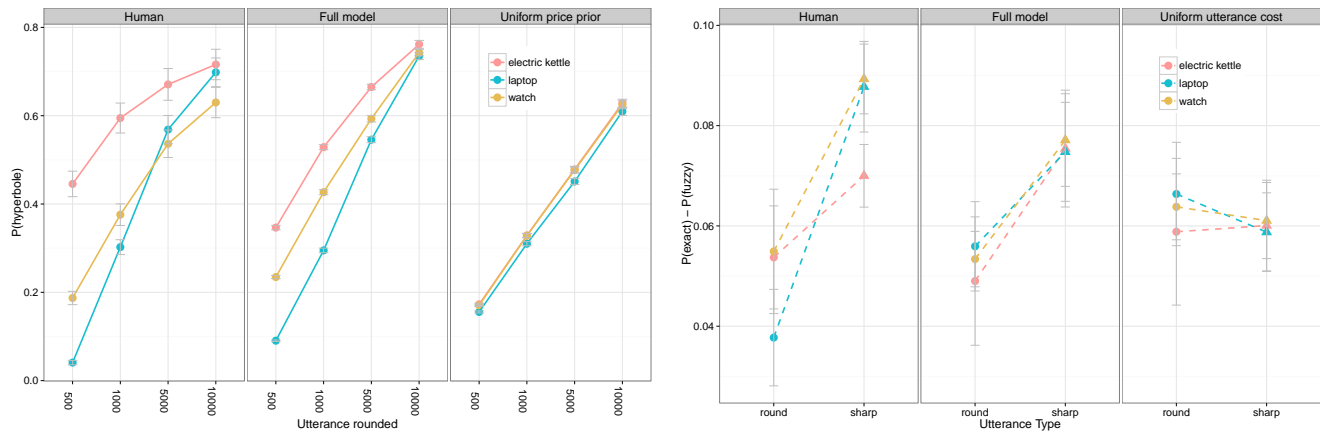 Human
Full model
Uniform price prior
P(hyperbole)
0.8
0.6
0.4
0.2
0.0
electric kettle
laptop
watch
500
1000
5000
10000
500
1000
5000
10000
500
1000
5000
10000
Utterance rounded
Human
Full model
Uniform utterance cost
P(exact) − P(fuzzy)
0.10
0.08
0.06
0.04
electric kettle
laptop
watch
round
sharp
round
sharp
round
sharp
Utterance Type